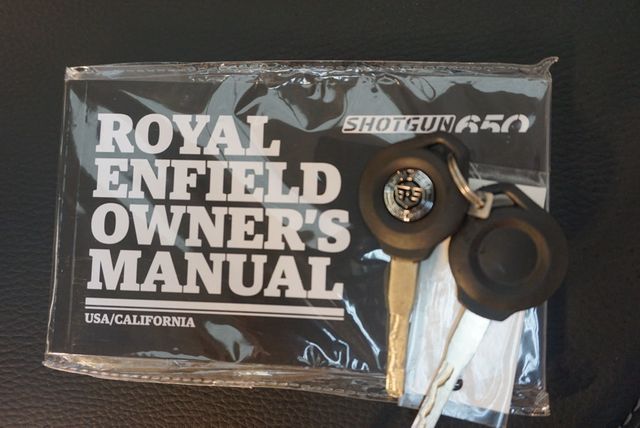 ROYAL
ENFIELD
OWNER'S
MANUAL
USA/CALIFORNIA
SHOTGUN 650